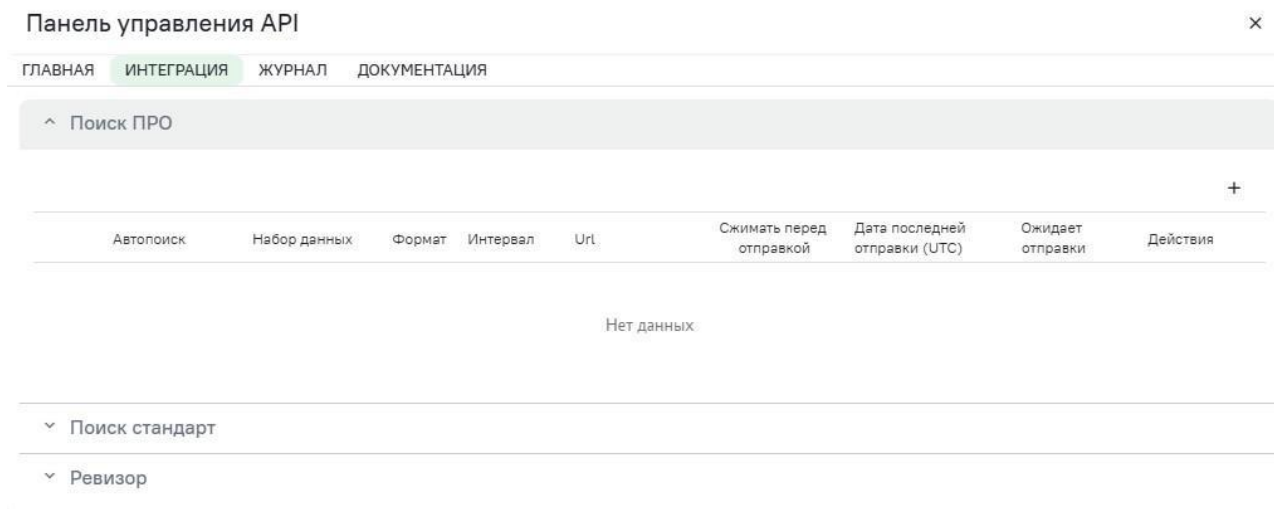 Панель управления API
ГЛАВНАЯ ИНТЕГРАЦИЯ ЖУРНАЛ ДОКУМЕНТАЦИЯ
Поиск ПРО
Автопоиск Набор данных Формат Интервал Url Сжимать перед отправкой Дата последней отправки (UTC) Ожидает отправки Действия
Нет данных
Поиск стандарт
Ревизор